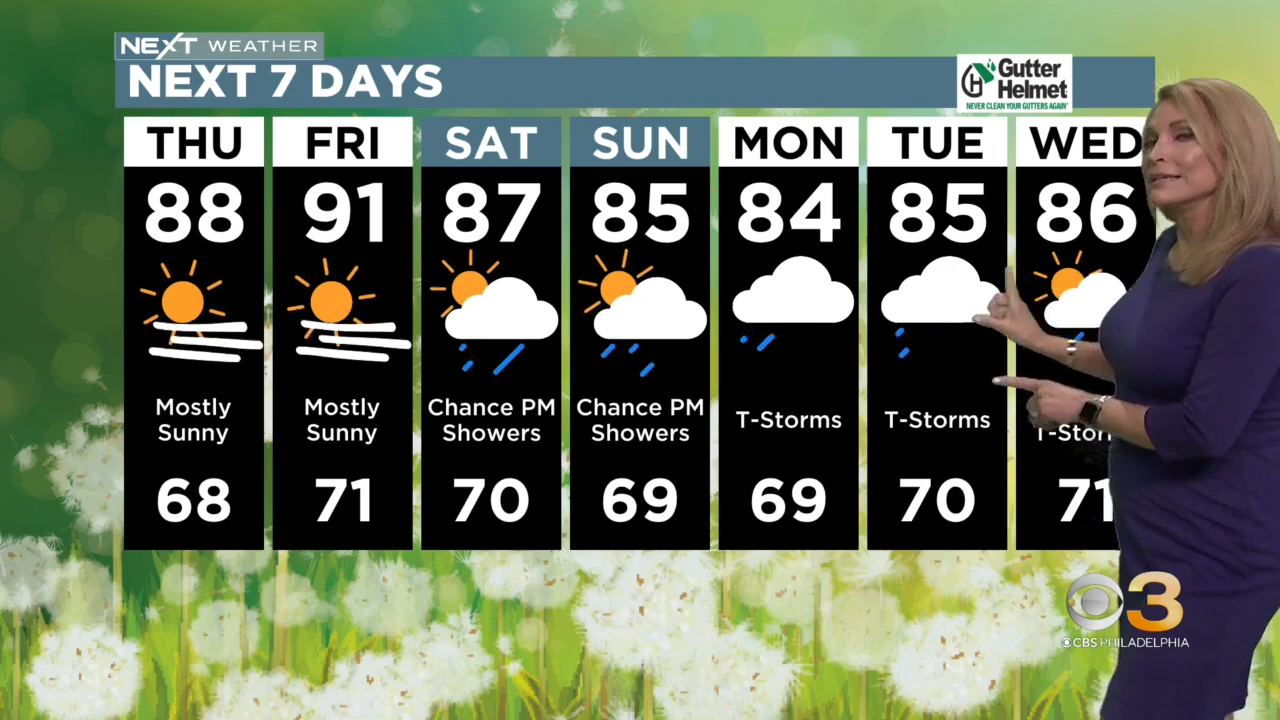 NEXT WEATHER
NEXT 7 DAYS
Gutter
Helmet
NEVER CLEAN YOUR GUTTERS AGAIN
THU FRI SAT SUN MON TUE WED
88 91 87 85 84 85 86
Mostly
Sunny
Mostly
Sunny
Chance PM
Showers
Chance PM
Showers
T-Storms
T-Storms
T-Stor
68 71 70 69 69 70 71
3
CBS PHILADELPHIA